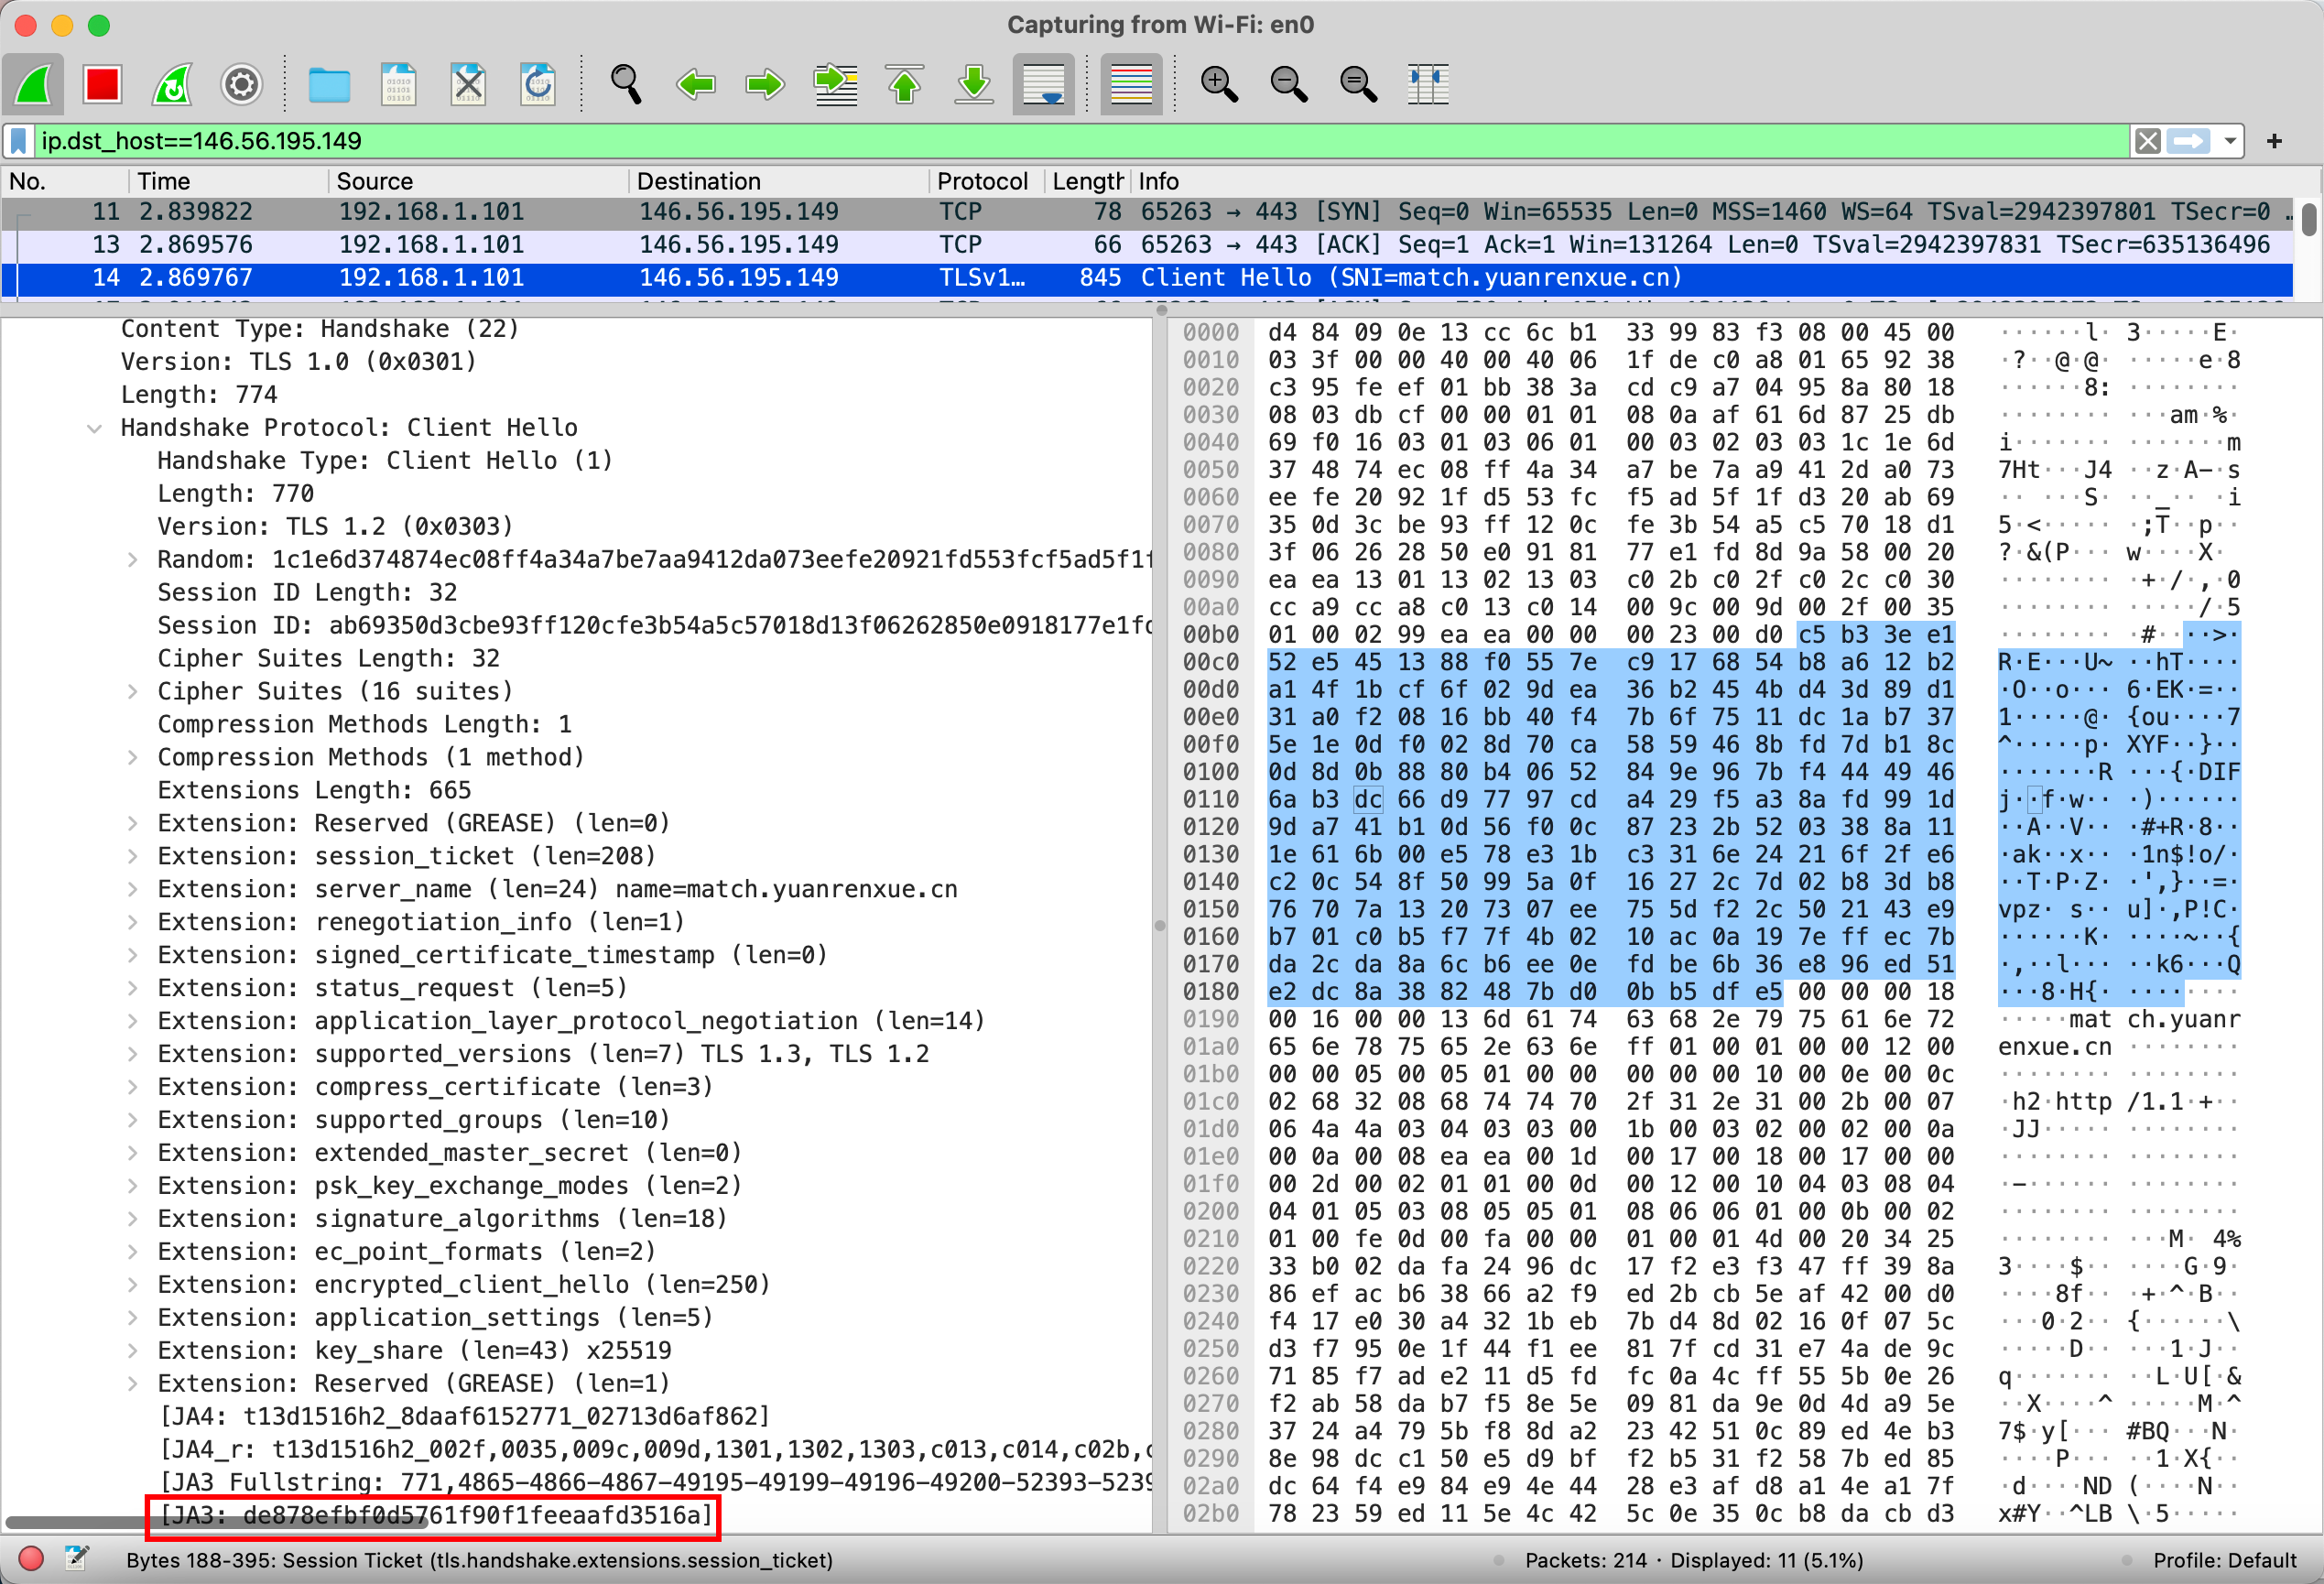 Capturing from Wi-Fi: en0
ip.dst_host==146.56.195.149
No. Time Source Destination Protocol Length Info
11 2.839822 192.168.1.101 146.56.195.149 TCP 78 65263 → 443 [SYN] Seq=0 Win=65535 Len=0 MSS=1460 WS=64 TSval=2942397801 TSecr=0 …
13 2.869576 192.168.1.101 146.56.195.149 TCP 66 65263 → 443 [ACK] Seq=1 Ack=1 Win=131264 Len=0 TSval=2942397831 TSecr=635136496
14 2.869767 192.168.1.101 146.56.195.149 TLSv1… 845 Client Hello (SNI=match.yuanrenxue.cn)
Content Type: Handshake (22)
Version: TLS 1.0 (0x0301)
Length: 774
Handshake Protocol: Client Hello
Handshake Type: Client Hello (1)
Length: 770
Version: TLS 1.2 (0x0303)
Random: 1c1e6d374874ec08ff4a34a7be7aa9412da073eefe20921fd553fcf5ad5f1f
Session ID Length: 32
Session ID: ab69350d3cbe93ff120cfe3b54a5c57018d13f06262850e0918177e1fd
Cipher Suites Length: 32
Cipher Suites (16 suites)
Compression Methods Length: 1
Compression Methods (1 method)
Extensions Length: 665
Extension: Reserved (GREASE) (len=0)
Extension: session_ticket (len=208)
Extension: server_name (len=24) name=match.yuanrenxue.cn
Extension: renegotiation_info (len=1)
Extension: signed_certificate_timestamp (len=0)
Extension: status_request (len=5)
Extension: application_layer_protocol_negotiation (len=14)
Extension: supported_versions (len=7) TLS 1.3, TLS 1.2
Extension: compress_certificate (len=3)
Extension: supported_groups (len=10)
Extension: extended_master_secret (len=0)
Extension: psk_key_exchange_modes (len=2)
Extension: signature_algorithms (len=18)
Extension: ec_point_formats (len=2)
Extension: encrypted_client_hello (len=250)
Extension: application_settings (len=5)
Extension: key_share (len=43) x25519
Extension: Reserved (GREASE) (len=1)
[JA4: t13d1516h2_8daaf6152771_02713d6af862]
[JA4_r: t13d1516h2_002f,0035,009c,009d,1301,1302,1303,c013,c014,c02b,c
[JA3 Fullstring: 771,4865-4866-4867-49195-49199-49196-49200-52393-5239
[JA3: de878efbf0d5761f90f1feeaafd3516a]
0000 d4 84 09 0e 13 cc 6c b1 33 99 83 f3 08 00 45 00
0010 03 3f 00 00 40 00 40 06 1f de c0 a8 01 65 92 38
0020 c3 95 fe ef 01 bb 38 3a cd c9 a7 04 95 8a 80 18
0030 08 03 db cf 00 00 01 01 08 0a af 61 6d 87 25 db
0040 69 f0 16 03 01 03 06 01 00 03 02 03 03 1c 1e 6d
0050 37 48 74 ec 08 ff 4a 34 a7 be 7a a9 41 2d a0 73
0060 ee fe 20 92 1f d5 53 fc f5 ad 5f 1f d3 20 ab 69
0070 35 0d 3c be 93 ff 12 0c fe 3b 54 a5 c5 70 18 d1
0080 3f 06 26 28 50 e0 91 81 77 e1 fd 8d 9a 58 00 20
0090 ea ea 13 01 13 02 13 03 c0 2b c0 2f c0 2c c0 30
00a0 cc a9 cc a8 c0 13 c0 14 00 9c 00 9d 00 2f 00 35
00b0 01 00 02 99 ea ea 00 00 00 23 00 d0 c5 b3 3e e1
00c0 52 e5 45 13 88 f0 55 7e c9 17 68 54 b8 a6 12 b2
00d0 a1 4f 1b cf 6f 02 9d ea 36 b2 45 4b d4 3d 89 d1
00e0 31 a0 f2 08 16 bb 40 f4 7b 6f 75 11 dc 1a b7 37
00f0 5e 1e 0d f0 02 8d 70 ca 58 59 46 8b fd 7d b1 8c
0100 0d 8d 0b 88 80 b4 06 52 84 9e 96 7b f4 44 49 46
0110 6a b3 dc 66 d9 77 97 cd a4 29 f5 a3 8a fd 99 1d
0120 9d a7 41 b1 0d 56 f0 0c 87 23 2b 52 03 38 8a 11
0130 1e 61 6b 00 e5 78 e3 1b c3 31 6e 24 21 6f 2f e6
0140 c2 0c 54 8f 50 99 5a 0f 16 27 2c 7d 02 b8 3d b8
0150 76 70 7a 13 20 73 07 ee 75 5d f2 2c 50 21 43 e9
0160 b7 01 c0 b5 f7 7f 4b 02 10 ac 0a 19 7e ff ec 7b
0170 da 2c da 8a 6c b6 ee 0e fd be 6b 36 e8 96 ed 51
0180 e2 dc 8a 38 82 48 7b d0 0b b5 df e5 00 00 00 18
0190 00 16 00 00 13 6d 61 74 63 68 2e 79 75 61 6e 72
01a0 65 6e 78 75 65 2e 63 6e ff 01 00 01 00 00 12 00
01b0 00 00 05 00 05 01 00 00 00 00 00 10 00 0e 00 0c
01c0 02 68 32 08 68 74 74 70 2f 31 2e 31 00 2b 00 07
01d0 06 4a 4a 03 04 03 03 00 1b 00 03 02 00 02 00 0a
01e0 00 0a 00 08 ea ea 00 1d 00 17 00 18 00 17 00 00
01f0 00 2d 00 02 01 01 00 0d 00 12 00 10 04 03 08 04
0200 04 01 05 03 08 05 05 01 08 06 06 01 00 0b 00 02
0210 01 00 fe 0d 00 fa 00 00 01 00 01 4d 00 20 34 25
0220 33 b0 02 da fa 24 96 dc 17 f2 e3 f3 47 ff 39 8a
0230 86 ef ac b6 38 66 a2 f9 ed 2b cb 5e af 42 00 d0
0240 f4 17 e0 30 a4 32 1b eb 7b d4 8d 02 16 0f 07 5c
0250 d3 f7 95 0e 1f 44 f1 ee 81 7f cd 31 e7 4a de 9c
0260 71 85 f7 ad e2 11 d5 fd fc 0a 4c ff 55 5b 0e 26
0270 f2 ab 58 da b7 f5 8e 5e 09 81 da 9e 0d 4d a9 5e
0280 37 24 a4 79 5b f8 8d a2 23 42 51 0c 89 ed 4e b3
0290 8e 98 dc c1 50 e5 d9 bf f2 b5 31 f2 58 7b ed 85
02a0 dc 64 f4 e9 84 e9 4e 44 28 e3 af d8 a1 4e a1 7f
02b0 78 23 59 ed 11 5e 4c 42 5c 0e 35 0c b8 da cb d3
Bytes 188-395: Session Ticket (tls.handshake.extensions.session_ticket)
Packets: 214 · Displayed: 11 (5.1%)
Profile: Default